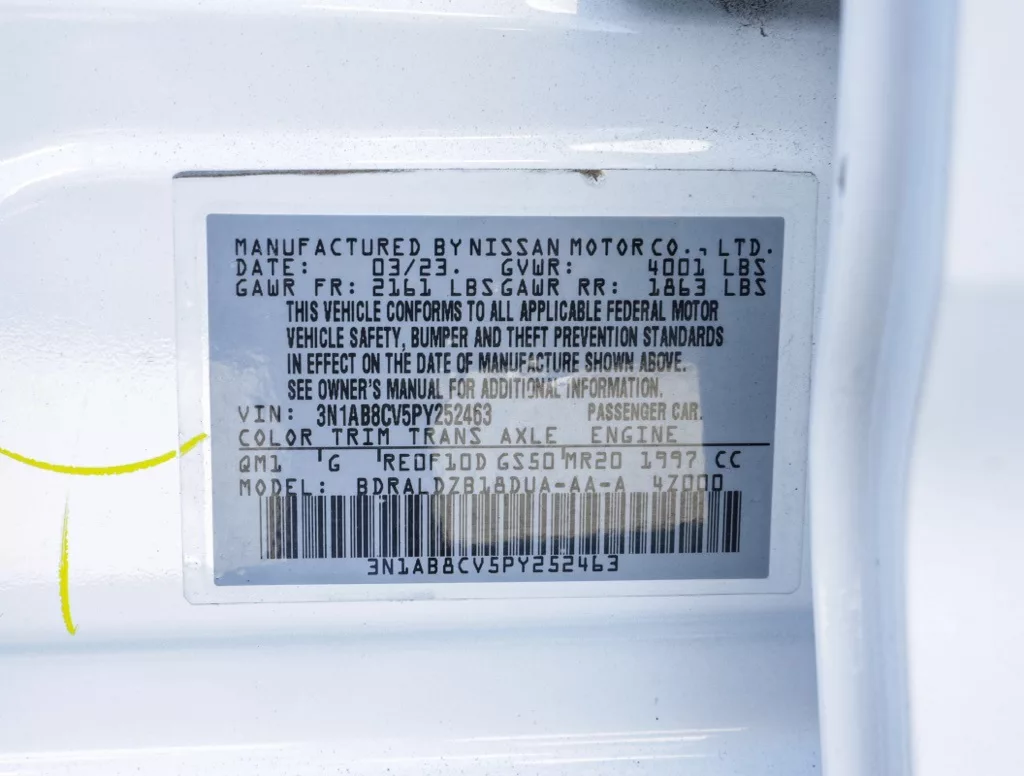 MANUFACTURED BY NISSAN MOTOR CO., LTD.
DATE: 03/23. GVWR: 4001 LBS
GAWR FR: 2161 LBS GAWR RR: 1863 LBS
THIS VEHICLE CONFORMS TO ALL APPLICABLE FEDERAL MOTOR
VEHICLE SAFETY, BUMPER AND THEFT PREVENTION STANDARDS
IN EFFECT ON THE DATE OF MANUFACTURE SHOWN ABOVE.
SEE OWNER'S MANUAL FOR ADDITIONAL INFORMATION.
VIN: 3N1AB8CV5PY252463 PASSENGER CAR.
COLOR TRIM TRANS AXLE ENGINE
QM1 G RE0F10D GS50 MR20 1997 CC
MODEL: BDRALDZB18DUA-AA-A 4Z000
3N1AB8CV5PY252463